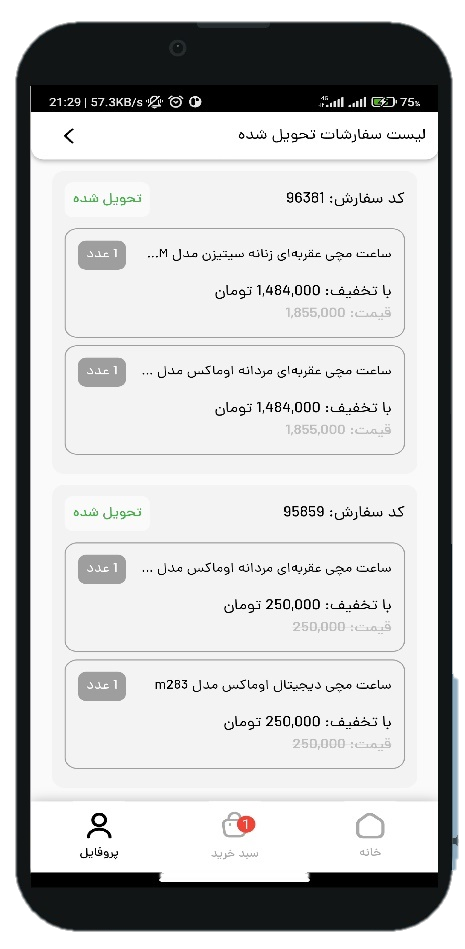 21:29 | 57.3KB/s
4G 75%
لیست سفارشات تحویل شده
کد سفارش: 96381
تحویل شده
ساعت مچی عقربه‌ای زنانه سیتیزن مدل M...
1 عدد
با تخفیف: 1,484,000 تومان
قیمت: 1,855,000
ساعت مچی عقربه‌ای مردانه اوماکس مدل ...
1 عدد
با تخفیف: 1,484,000 تومان
قیمت: 1,855,000
کد سفارش: 95859
تحویل شده
ساعت مچی عقربه‌ای مردانه اوماکس مدل ...
1 عدد
با تخفیف: 250,000 تومان
قیمت: 250,000
ساعت مچی دیجیتال اوماکس مدل m283
1 عدد
با تخفیف: 250,000 تومان
قیمت: 250,000
1
خانه
سبد خرید
پروفایل